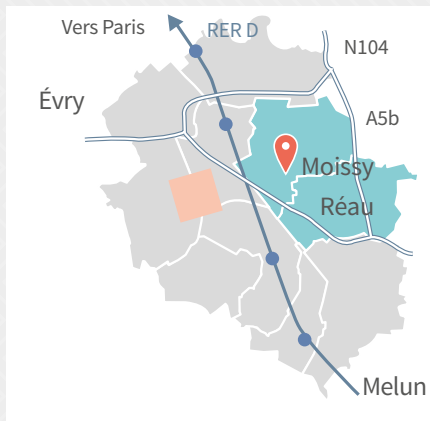 Vers Paris
RER D
N104
Évry
A5b
Moissy
Réau
Melun